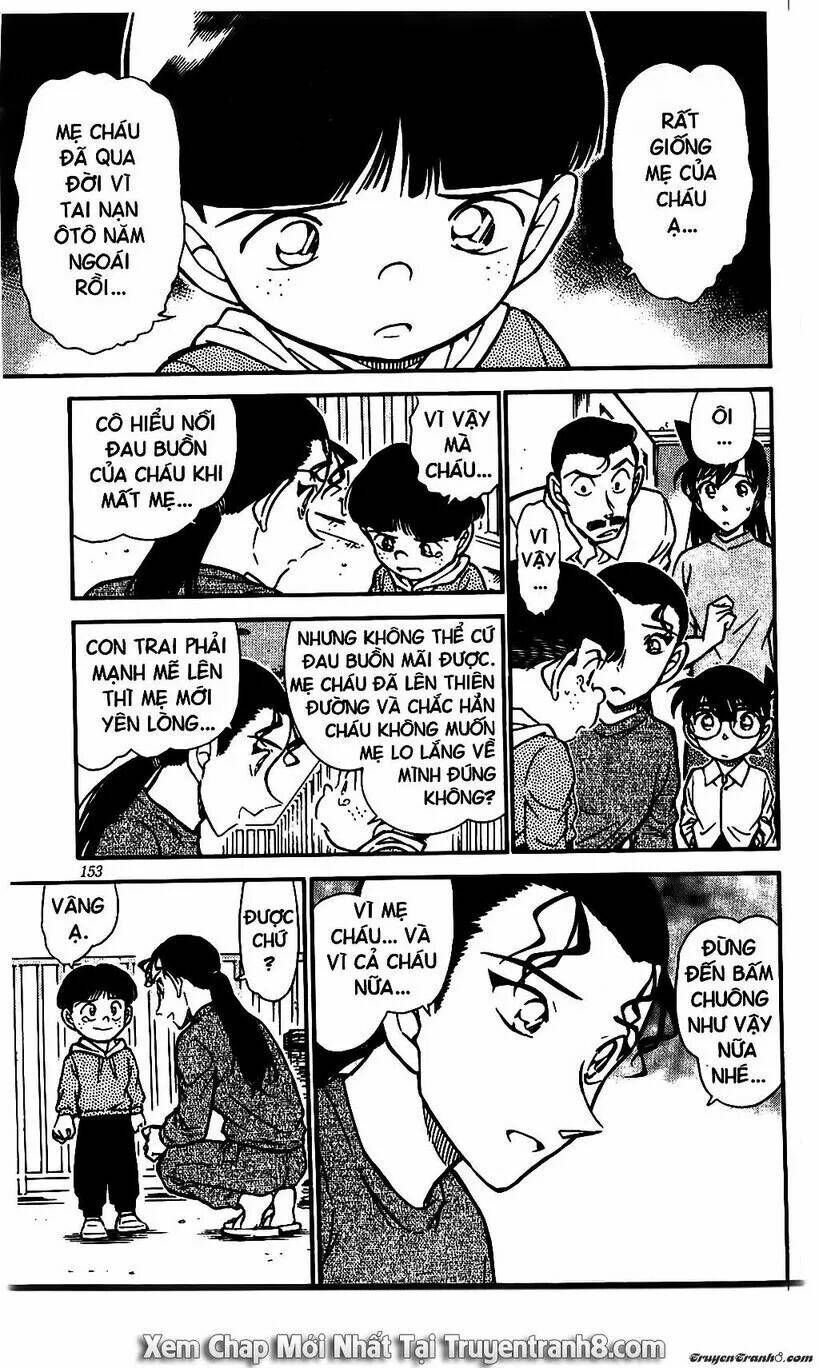 RẤT
GIỐNG
MẸ CỦA
CHÁU
Ạ...
MẸ CHÁU
ĐÃ QUA
ĐỜI VÌ
TAI NẠN
ÔTÔ NĂM
NGOÁI
RỒI...
ÔI
...
VÌ
VẬY
...
VÌ VẬY
MÀ
CHÁU...
CÔ HIỂU NỖI
ĐAU BUỒN
CỦA CHÁU KHI
MẤT MẸ...
NHƯNG KHÔNG THỂ CỨ
ĐAU BUỒN MÃI ĐƯỢC.
MẸ CHÁU ĐÃ LÊN THIÊN
ĐƯỜNG VÀ CHẮC HẲN
CHÁU KHÔNG MUỐN
MẸ LO LẮNG VỀ
MÌNH ĐÚNG
KHÔNG?
CON TRAI PHẢI
MẠNH MẼ LÊN
THÌ MẸ MỚI
YÊN LÒNG...
153
ĐỪNG
ĐẾN BẤM
CHUÔNG
NHƯ VẬY
NỮA
NHÉ...
VÌ MẸ
CHÁU... VÀ
VÌ CẢ CHÁU
NỮA...
ĐƯỢC
CHỨ
?
VÂNG
Ạ.
Xem Chap Mới Nhất Tại Truyentranh8.com
TruyenTranh8.com